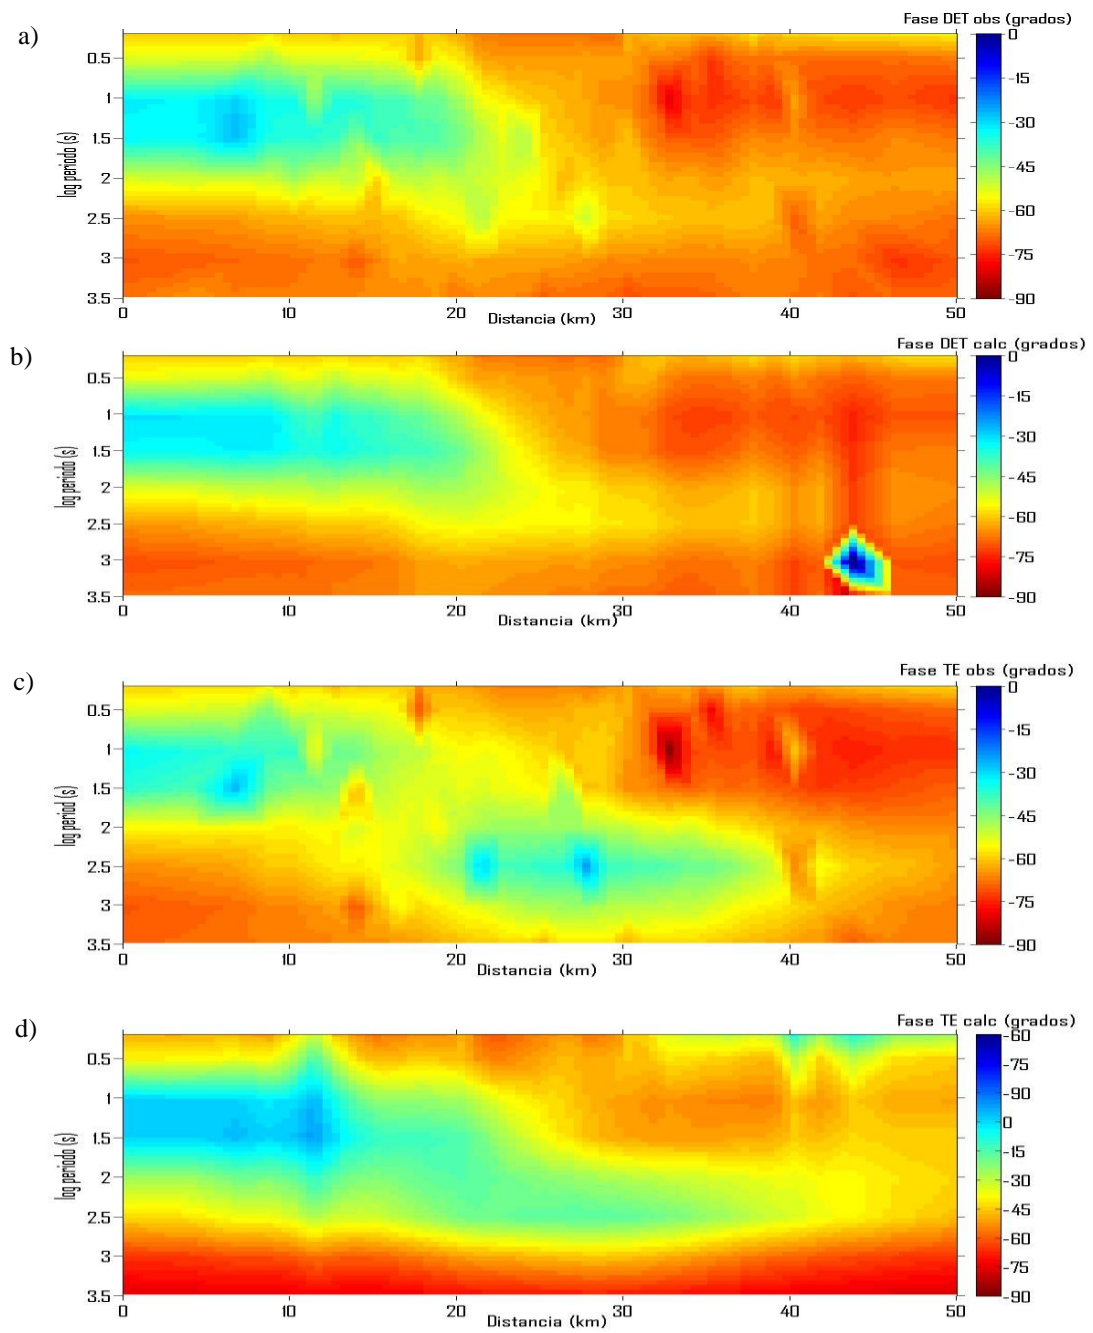 a)
Fase DET obs (grados)
log periodo (s)
0.5
1
1.5
2
2.5
3
3.5
0 10 20 30 40 50
Distancia (km)
0
-15
-30
-45
-60
-75
-90
b)
Fase DET calc (grados)
log periodo (s)
0.5
1
1.5
2
2.5
3
3.5
0 10 20 30 40 50
Distancia (km)
0
-15
-30
-45
-60
-75
-90
c)
Fase TE obs (grados)
log period (s)
0.5
1
1.5
2
2.5
3
3.5
0 10 20 30 40 50
Distancia (km)
0
-15
-30
-45
-60
-75
-90
d)
Fase TE calc (grados)
log periodo (s)
0.5
1
1.5
2
2.5
3
3.5
0 10 20 30 40 50
Distancia (km)
-60
-75
-90
0
-15
-30
-45
-60
-75
-90